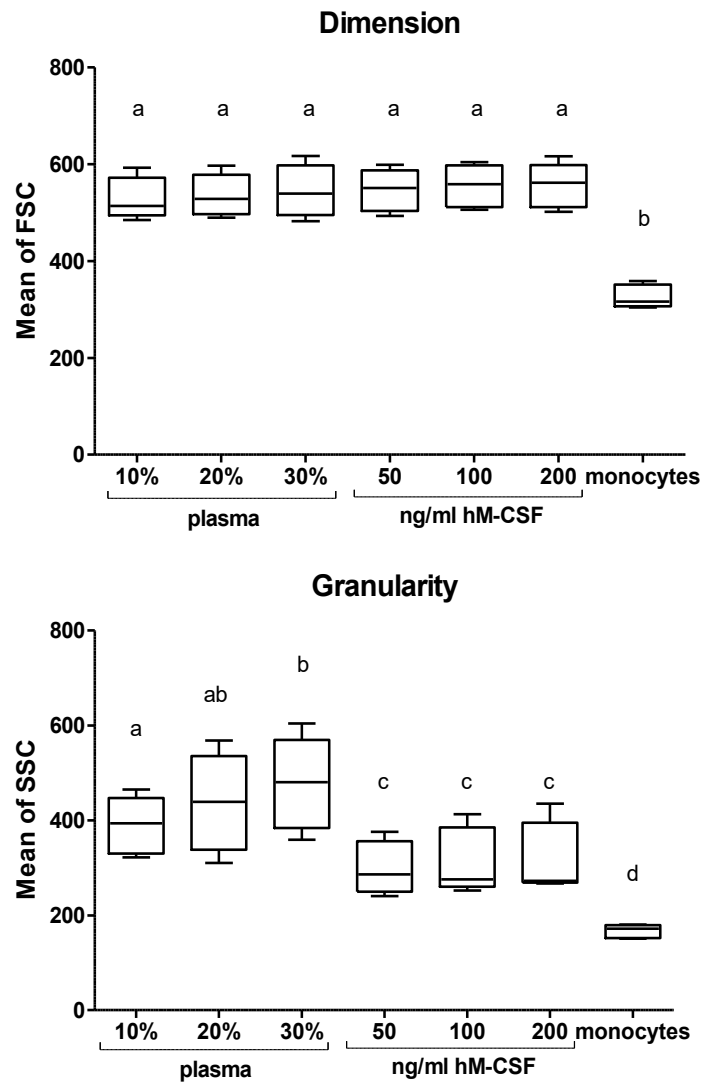 Dimension
800
a a a a a a
600
b
Mean of FSC
400
200
0
10% 20% 30% 50 100 200 monocytes
plasma ng/ml hM-CSF
Granularity
800
b
ab
a
600
c c c
Mean of SSC
400
d
200
0
10% 20% 30% 50 100 200 monocytes
plasma ng/ml hM-CSF